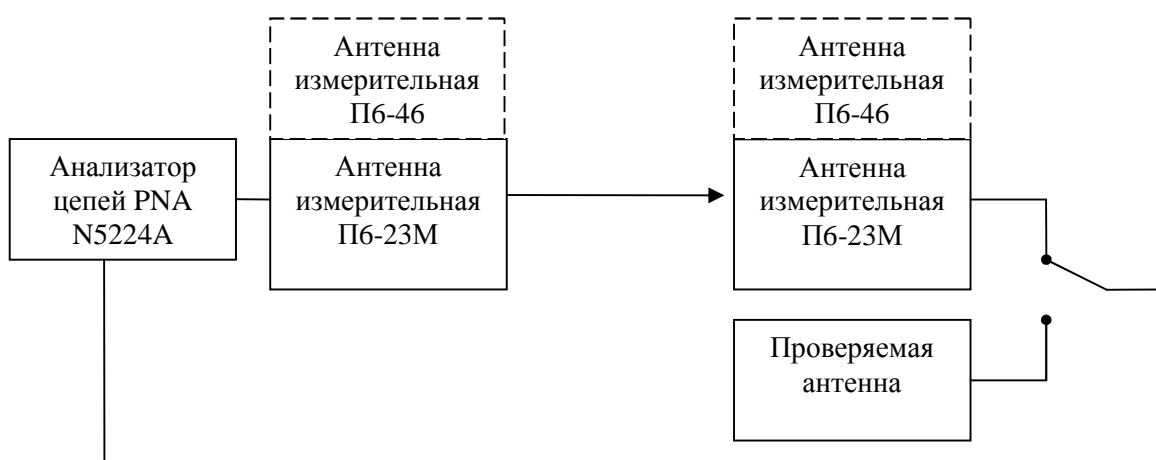 Антенна
измерительная
П6-46
Антенна
измерительная
П6-46
Анализатор
цепей PNA
N5224A
Антенна
измерительная
П6-23М
Антенна
измерительная
П6-23М
Проверяемая
антенна